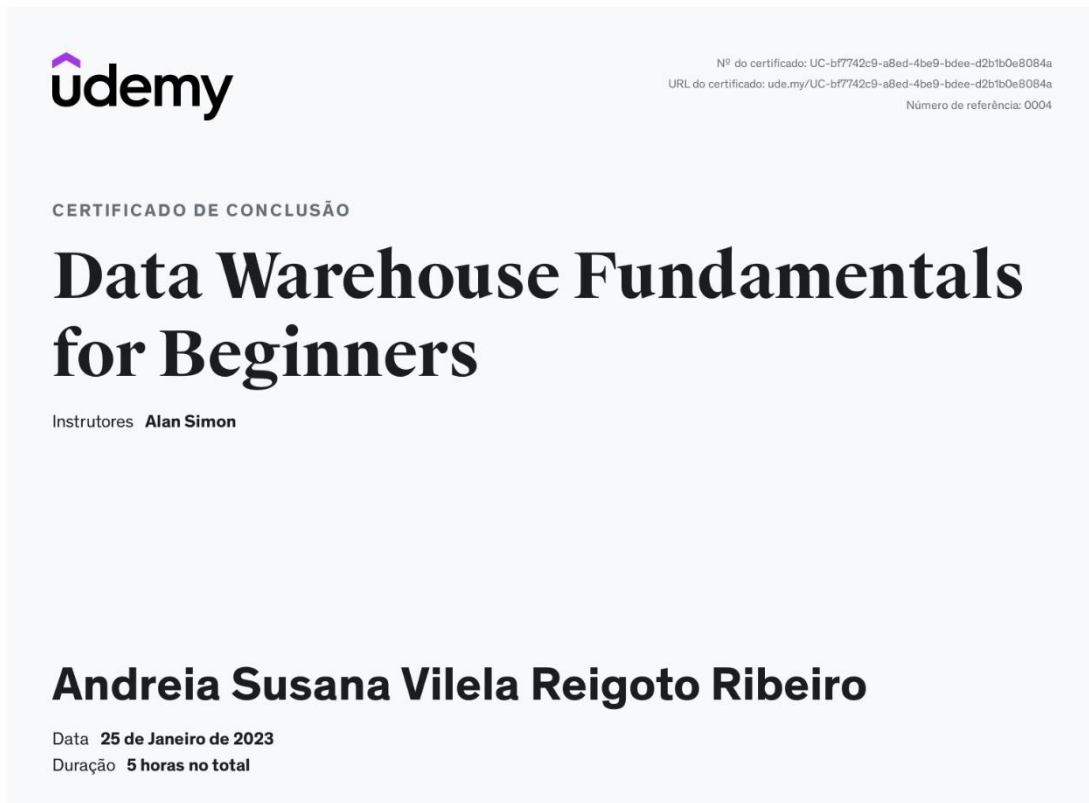 udemy
Nº do certificado: UC-bf7742c9-a8ed-4be9-bdee-d2b1b0e8084a
URL do certificado: ude.my/UC-bf7742c9-a8ed-4be9-bdee-d2b1b0e8084a
Número de referência: 0004
CERTIFICADO DE CONCLUSÃO
Data Warehouse Fundamentals
for Beginners
Instrutores Alan Simon
Andreia Susana Vilela Reigoto Ribeiro
Data 25 de Janeiro de 2023
Duração 5 horas no total